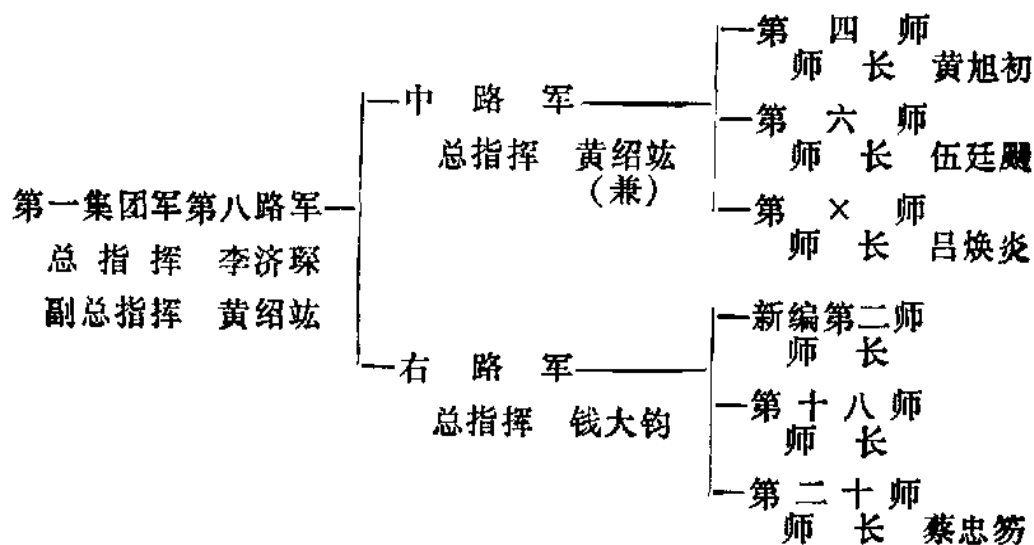 第一集团军第八路军
总指挥 李济琛
副总指挥 黄绍竑
中路军
总指挥 黄绍竑
(兼)
第四师
师长 黄旭初
第六师
师长 伍廷飏
第×师
师长 吕焕炎
右路军
总指挥 钱大钧
新编第二师
师长
第十八师
师长
第二十师
师长 蔡忠笏